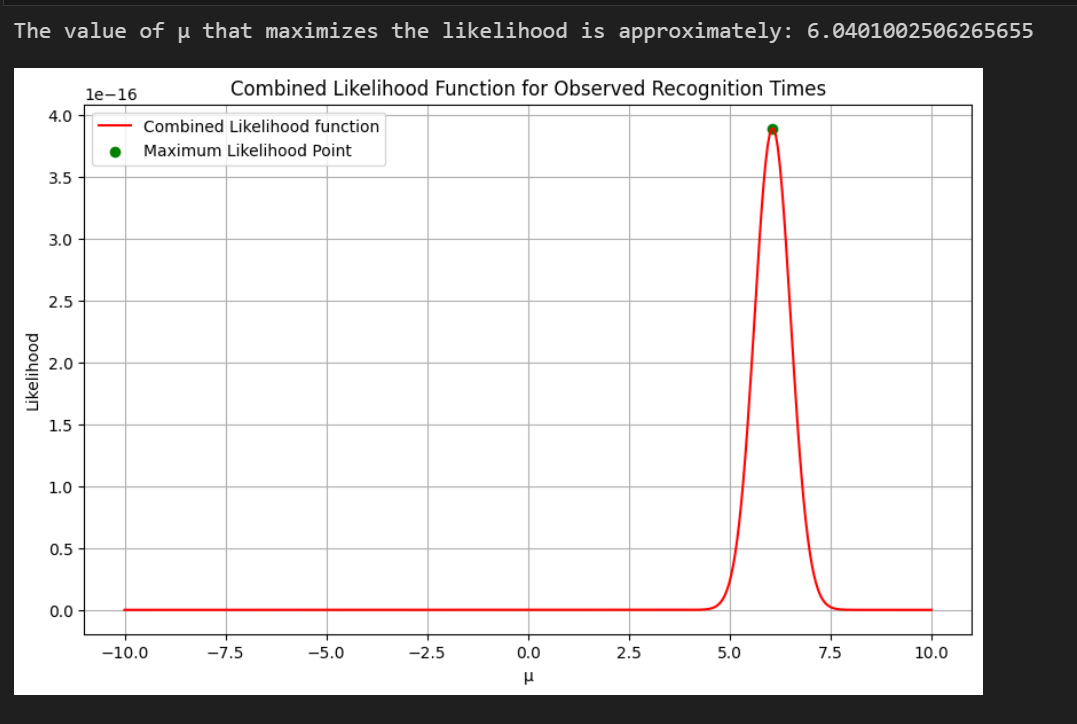 The value of μ that maximizes the likelihood is approximately: 6.0401002506265655
Combined Likelihood Function for Observed Recognition Times
1e−16
Combined Likelihood function
Maximum Likelihood Point
4.0
3.5
3.0
2.5
2.0
1.5
1.0
0.5
0.0
Likelihood
−10.0 −7.5 −5.0 −2.5 0.0 2.5 5.0 7.5 10.0
μ